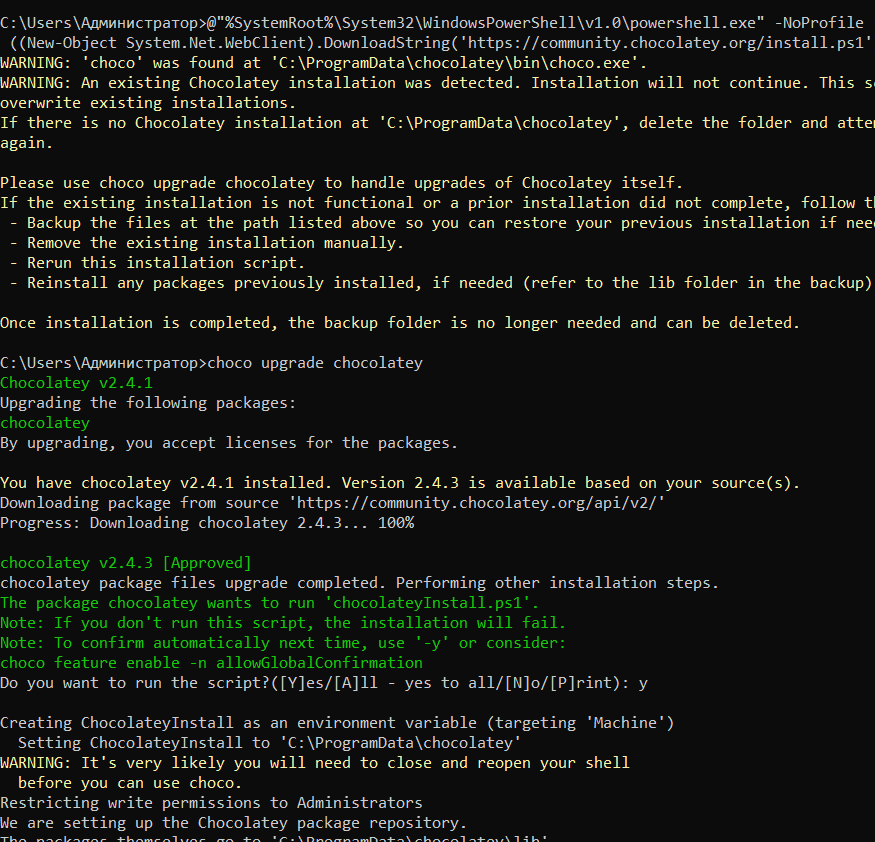 C:\Users\Администратор>@"%SystemRoot%\System32\WindowsPowerShell\v1.0\powershell.exe" -NoProfile
((New-Object System.Net.WebClient).DownloadString('https://community.chocolatey.org/install.ps1'
WARNING: 'choco' was found at 'C:\ProgramData\chocolatey\bin\choco.exe'.
WARNING: An existing Chocolatey installation was detected. Installation will not continue. This
overwrite existing installations.
If there is no Chocolatey installation at 'C:\ProgramData\chocolatey', delete the folder and
again.
Please use choco upgrade chocolatey to handle upgrades of Chocolatey itself.
If the existing installation is not functional or a prior installation did not complete, follow
- Backup the files at the path listed above so you can restore your previous installation if
- Remove the existing installation manually.
- Rerun this installation script.
- Reinstall any packages previously installed, if needed (refer to the lib folder in the backup)
Once installation is completed, the backup folder is no longer needed and can be deleted.
C:\Users\Администратор>choco upgrade chocolatey
Chocolatey v2.4.1
Upgrading the following packages:
chocolatey
By upgrading, you accept licenses for the packages.
You have chocolatey v2.4.1 installed. Version 2.4.3 is available based on your source(s).
Downloading package from source 'https://community.chocolatey.org/api/v2/'
Progress: Downloading chocolatey 2.4.3... 100%
chocolatey v2.4.3 [Approved]
chocolatey package files upgrade completed. Performing other installation steps.
The package chocolatey wants to run 'chocolateyInstall.ps1'.
Note: If you don't run this script, the installation will fail.
Note: To confirm automatically next time, use '-y' or consider:
choco feature enable -n allowGlobalConfirmation
Do you want to run the script?([Y]es/[A]ll - yes to all/[N]o/[P]rint): y
Creating ChocolateyInstall as an environment variable (targeting 'Machine')
Setting ChocolateyInstall to 'C:\ProgramData\chocolatey'
WARNING: It's very likely you will need to close and reopen your shell
before you can use choco.
Restricting write permissions to Administrators
We are setting up the Chocolatey package repository.
The packages themselves go to 'C:\ProgramData\chocolatey\lib'